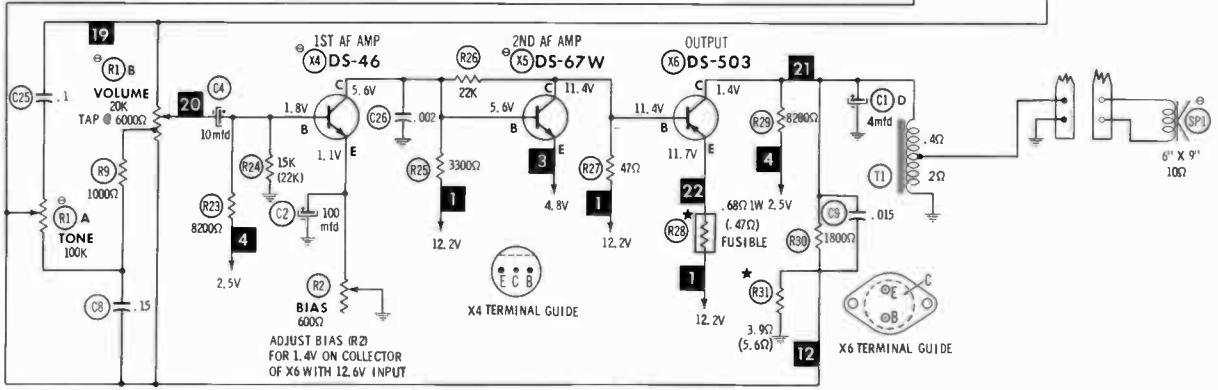 19
R1 B
VOLUME
20K
TAP @ 6000Ω
C25
.1
R9
1000Ω
R1 A
TONE
100K
C8
.15
20
C4
10mfd
R23
8200Ω
4
2.5V
R24
15K
(22K)
1ST AF AMP
X4 DS-46
C
5.6V
1.8V
B
1.1V
E
C2
100
mfd
R2
BIAS
600Ω
ADJUST BIAS (R2)
FOR 1.4V ON COLLECTOR
OF X6 WITH 12.6V INPUT
C26
.002
R26
22K
R25
3300Ω
1
12.2V
2ND AF AMP
X5 DS-67W
C
11.4V
5.6V
B
E
3
4.8V
E C B
X4 TERMINAL GUIDE
R27
47Ω
1
12.2V
OUTPUT
X6 DS-503
C
1.4V
11.4V
B
11.7V
E
22
.68Ω 1W
(.47Ω)
FUSIBLE
R28
1
12.2V
21
R29
8200Ω
4
2.5V
C1 D
4mfd
C9
.015
R30
1800Ω
R31
3.9Ω
(5.6Ω)
12
T1
.4Ω
2Ω
SP1
6" X 9"
10Ω
E
C
B
X6 TERMINAL GUIDE